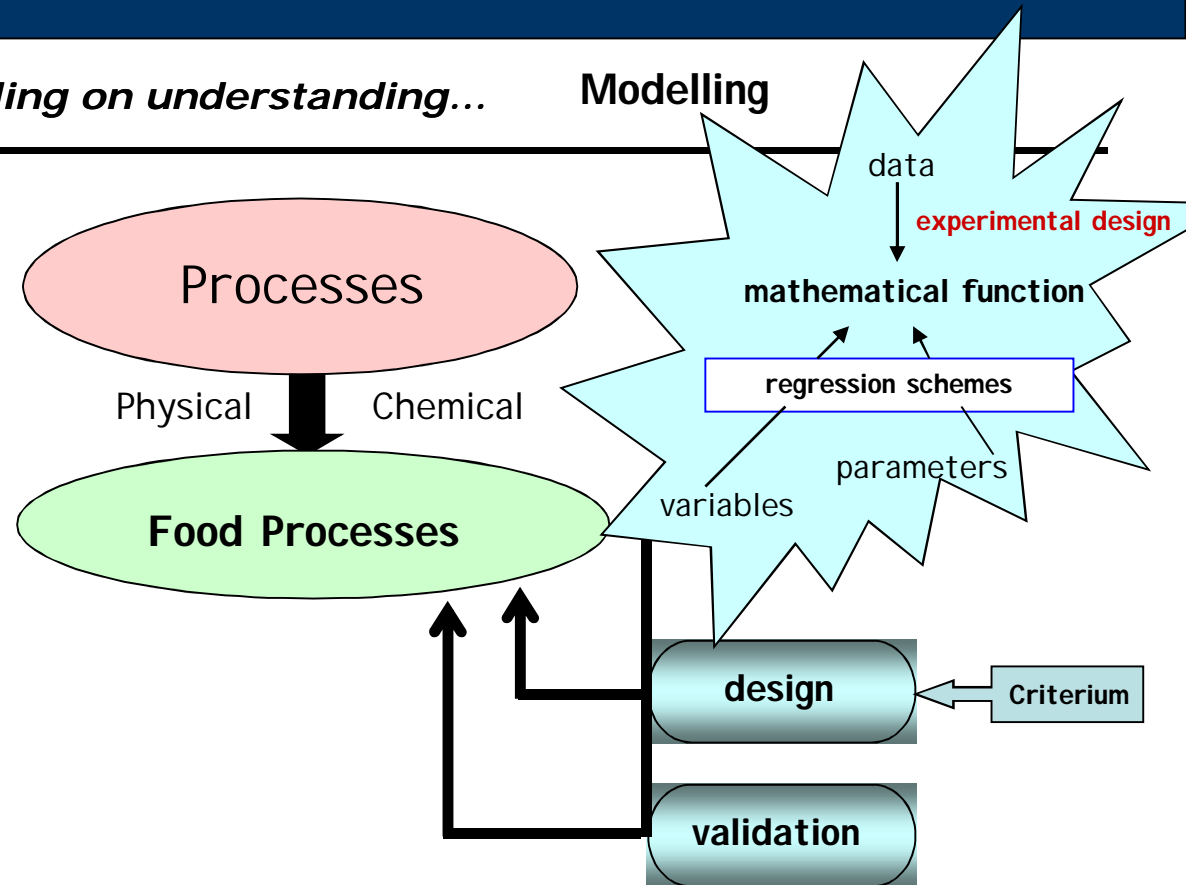 ling on understanding...
Modelling
data
experimental design
mathematical function
regression schemes
parameters
variables
Processes
Physical
Chemical
Food Processes
design
Criterium
validation